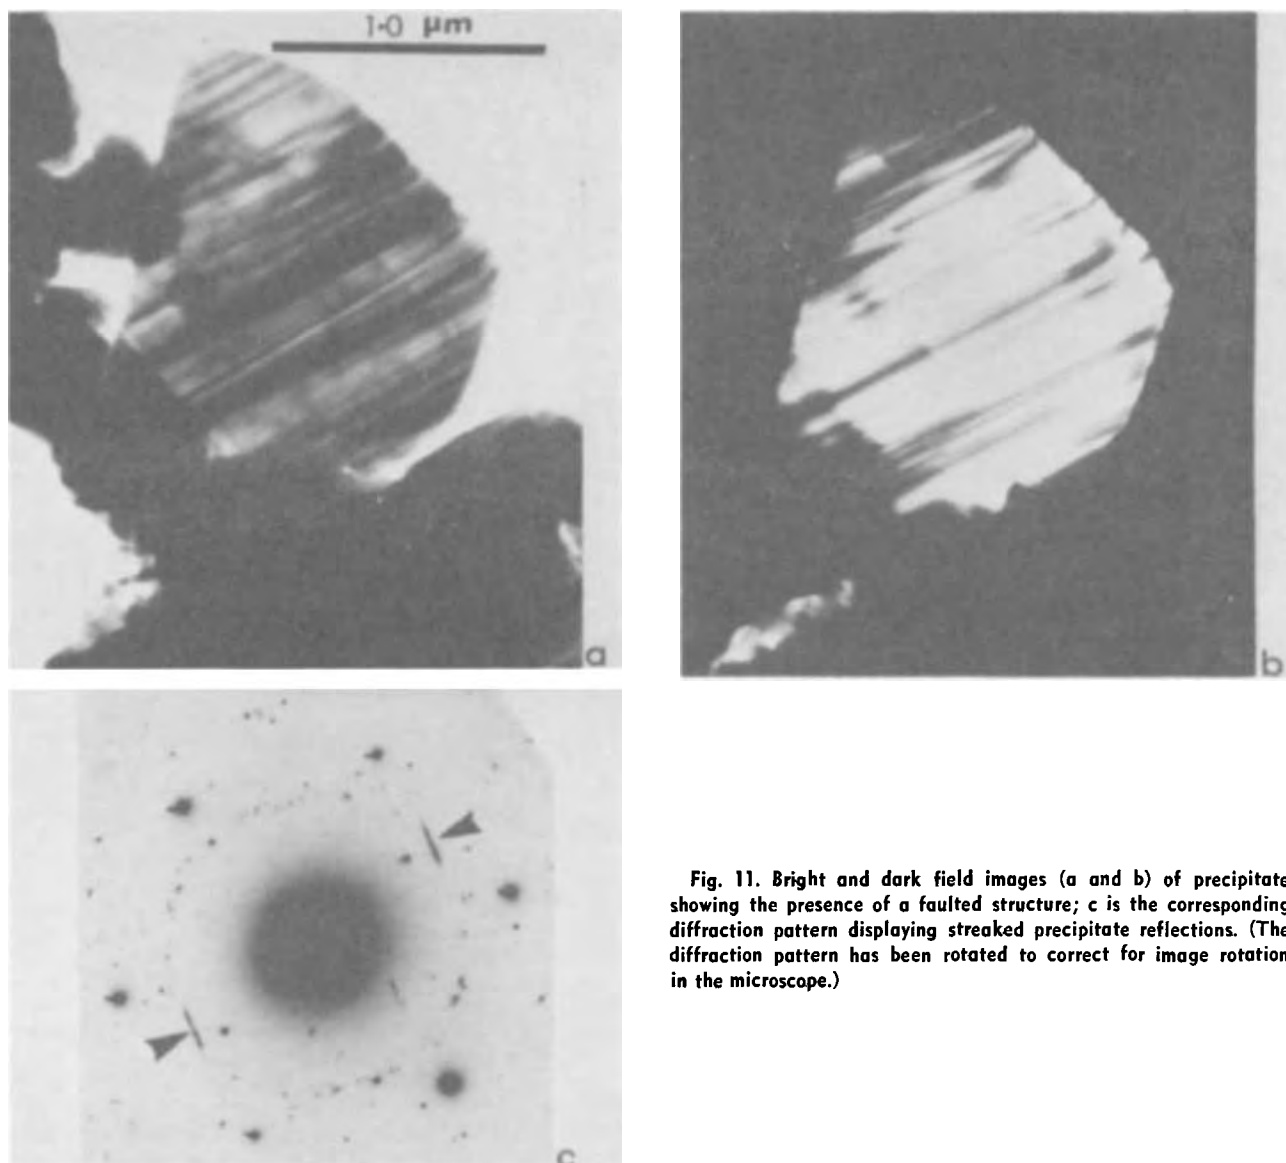 1·0 μm
a
b
c
Fig. 11. Bright and dark field images (a and b) of precipitate
showing the presence of a faulted structure; c is the corresponding
diffraction pattern displaying streaked precipitate reflections. (The
diffraction pattern has been rotated to correct for image rotation
in the microscope.)